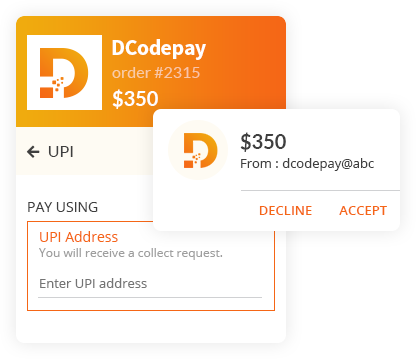 DCodepay
order #2315
$350
UPI
$350
From : dcodepay@abc
DECLINE ACCEPT
PAY USING
UPI Address
You will receive a collect request.
Enter UPI address